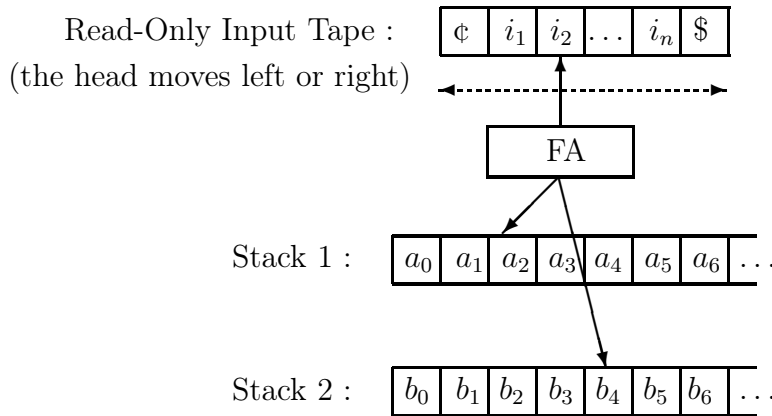 Read-Only Input Tape : ¢ i₁ i₂ … iₙ $
(the head moves left or right)
FA
Stack 1 : a₀ a₁ a₂ a₃ a₄ a₅ a₆ …
Stack 2 : b₀ b₁ b₂ b₃ b₄ b₅ b₆ …